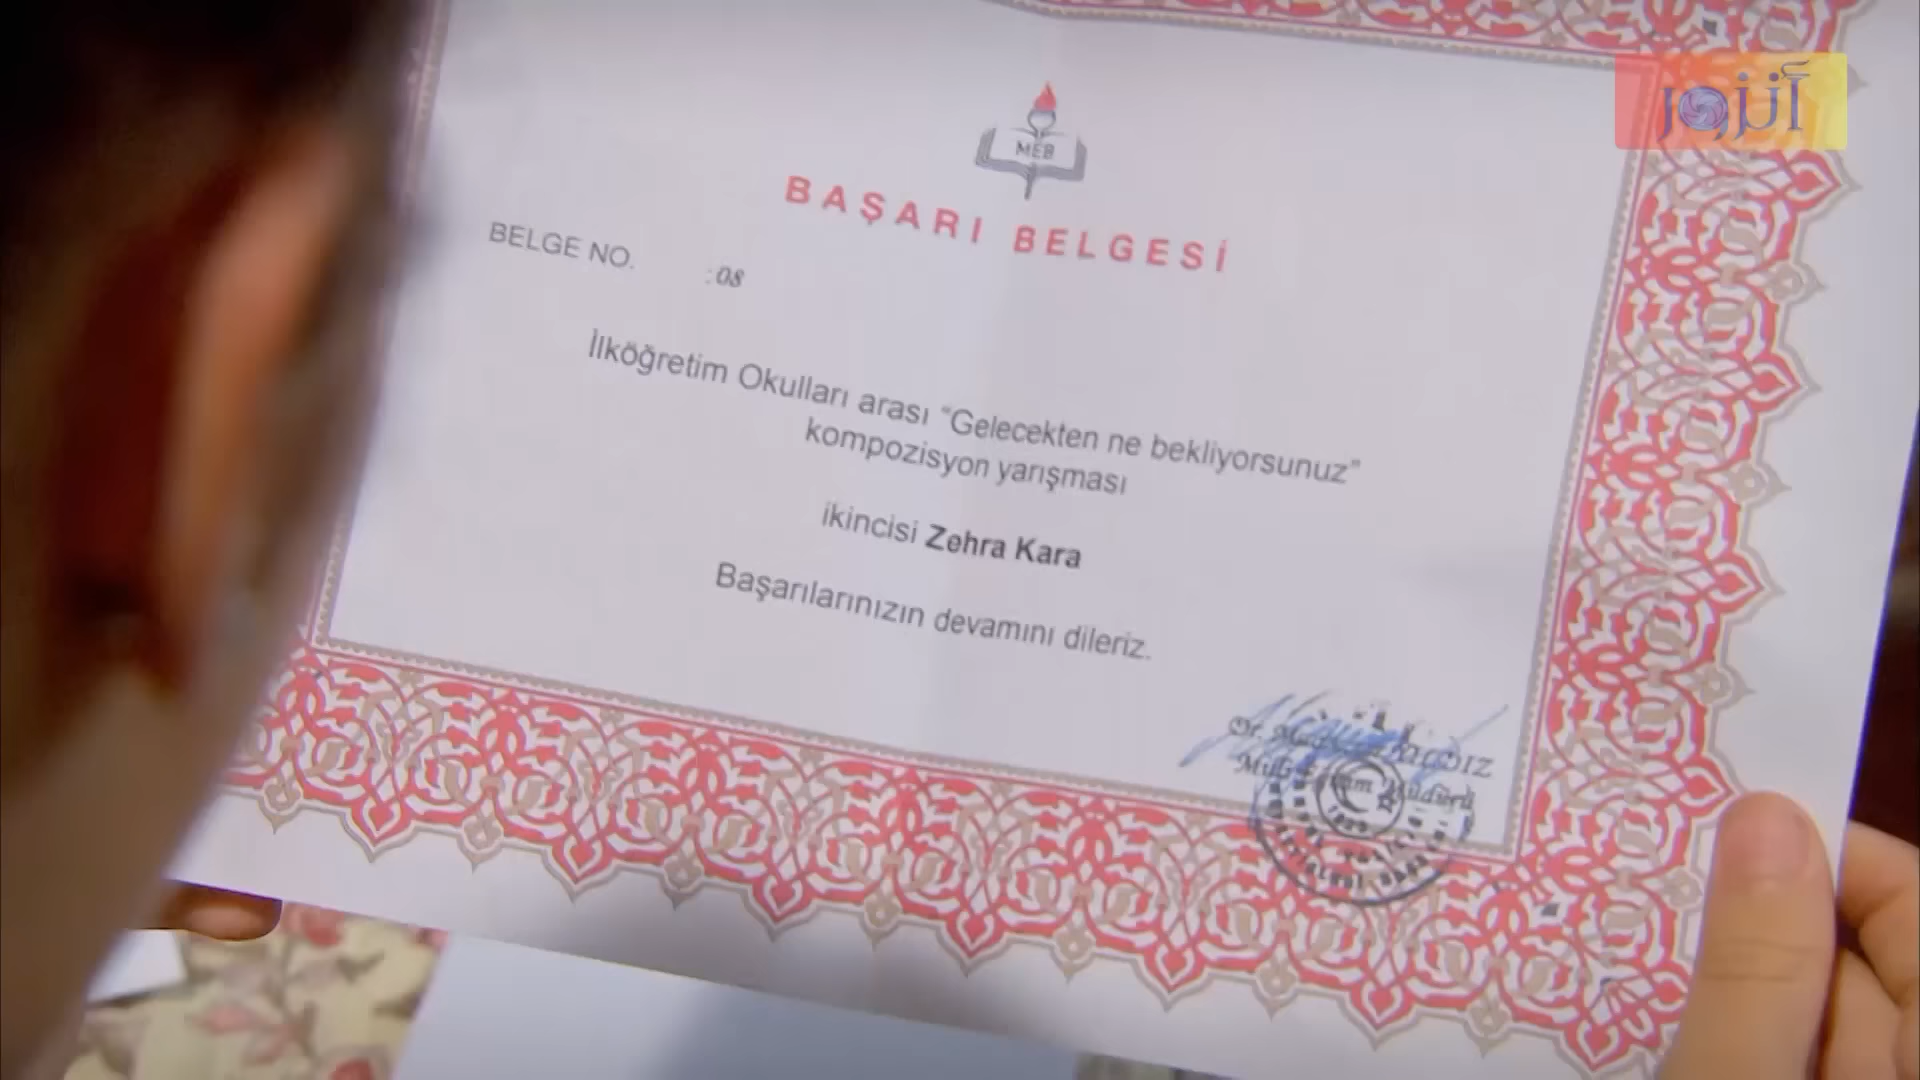 آنزور
MEB
BAŞARI BELGESİ
BELGE NO. :08
İlköğretim Okulları arası "Gelecekten ne bekliyorsunuz"
kompozisyon yarışması
ikincisi Zehra Kara
Başarılarınızın devamını dileriz.